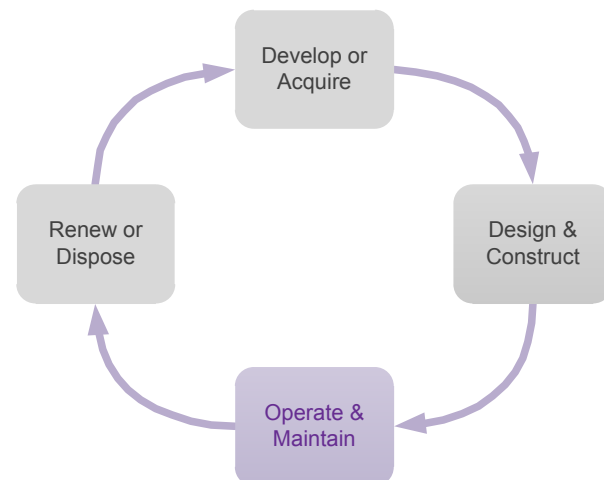 Develop or
Acquire
Design &
Construct
Operate &
Maintain
Renew or
Dispose